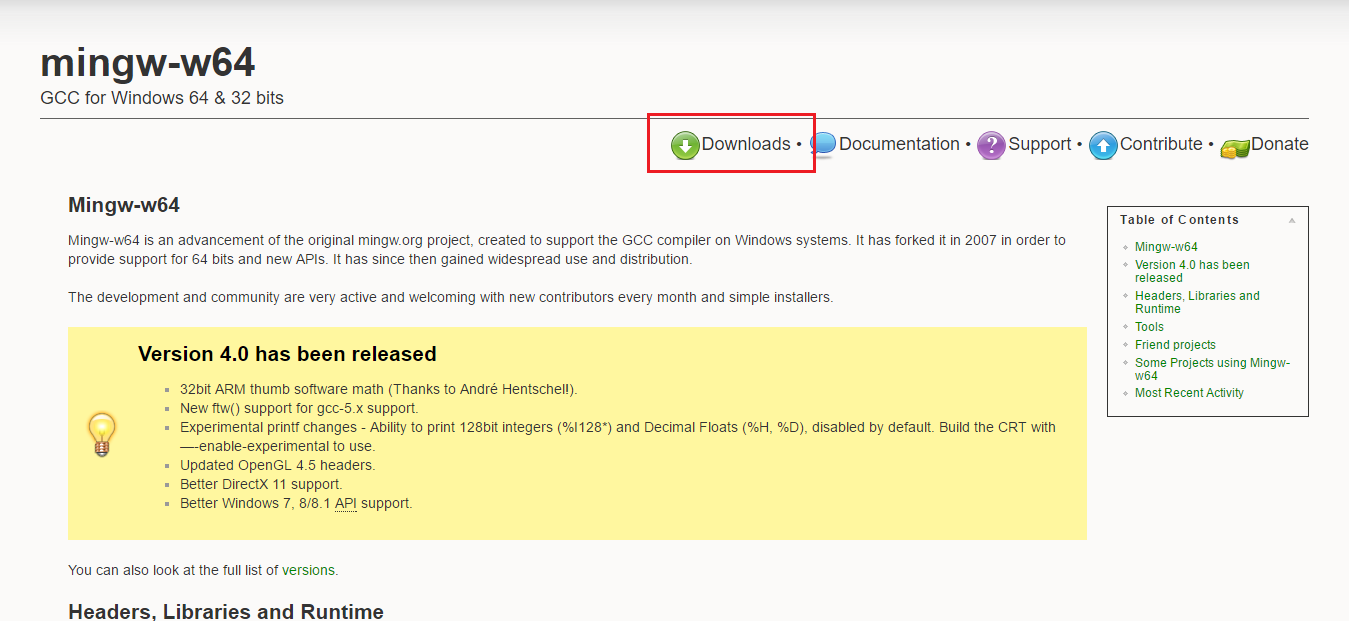 mingw-w64
GCC for Windows 64 & 32 bits
Downloads • Documentation • ? Support • Contribute • Donate
Mingw-w64
Mingw-w64 is an advancement of the original mingw.org project, created to support the GCC compiler on Windows systems. It has forked it in 2007 in order to
provide support for 64 bits and new APIs. It has since then gained widespread use and distribution.
The development and community are very active and welcoming with new contributors every month and simple installers.
Version 4.0 has been released
32bit ARM thumb software math (Thanks to André Hentschel!).
New ftw() support for gcc-5.x support.
Experimental printf changes - Ability to print 128bit integers (%I128*) and Decimal Floats (%H, %D), disabled by default. Build the CRT with
—-enable-experimental to use.
Updated OpenGL 4.5 headers.
Better DirectX 11 support.
Better Windows 7, 8/8.1 API support.
You can also look at the full list of versions.
Headers, Libraries and Runtime
Table of Contents
Mingw-w64
Version 4.0 has been
released
Headers, Libraries and
Runtime
Tools
Friend projects
Some Projects using Mingw-
w64
Most Recent Activity